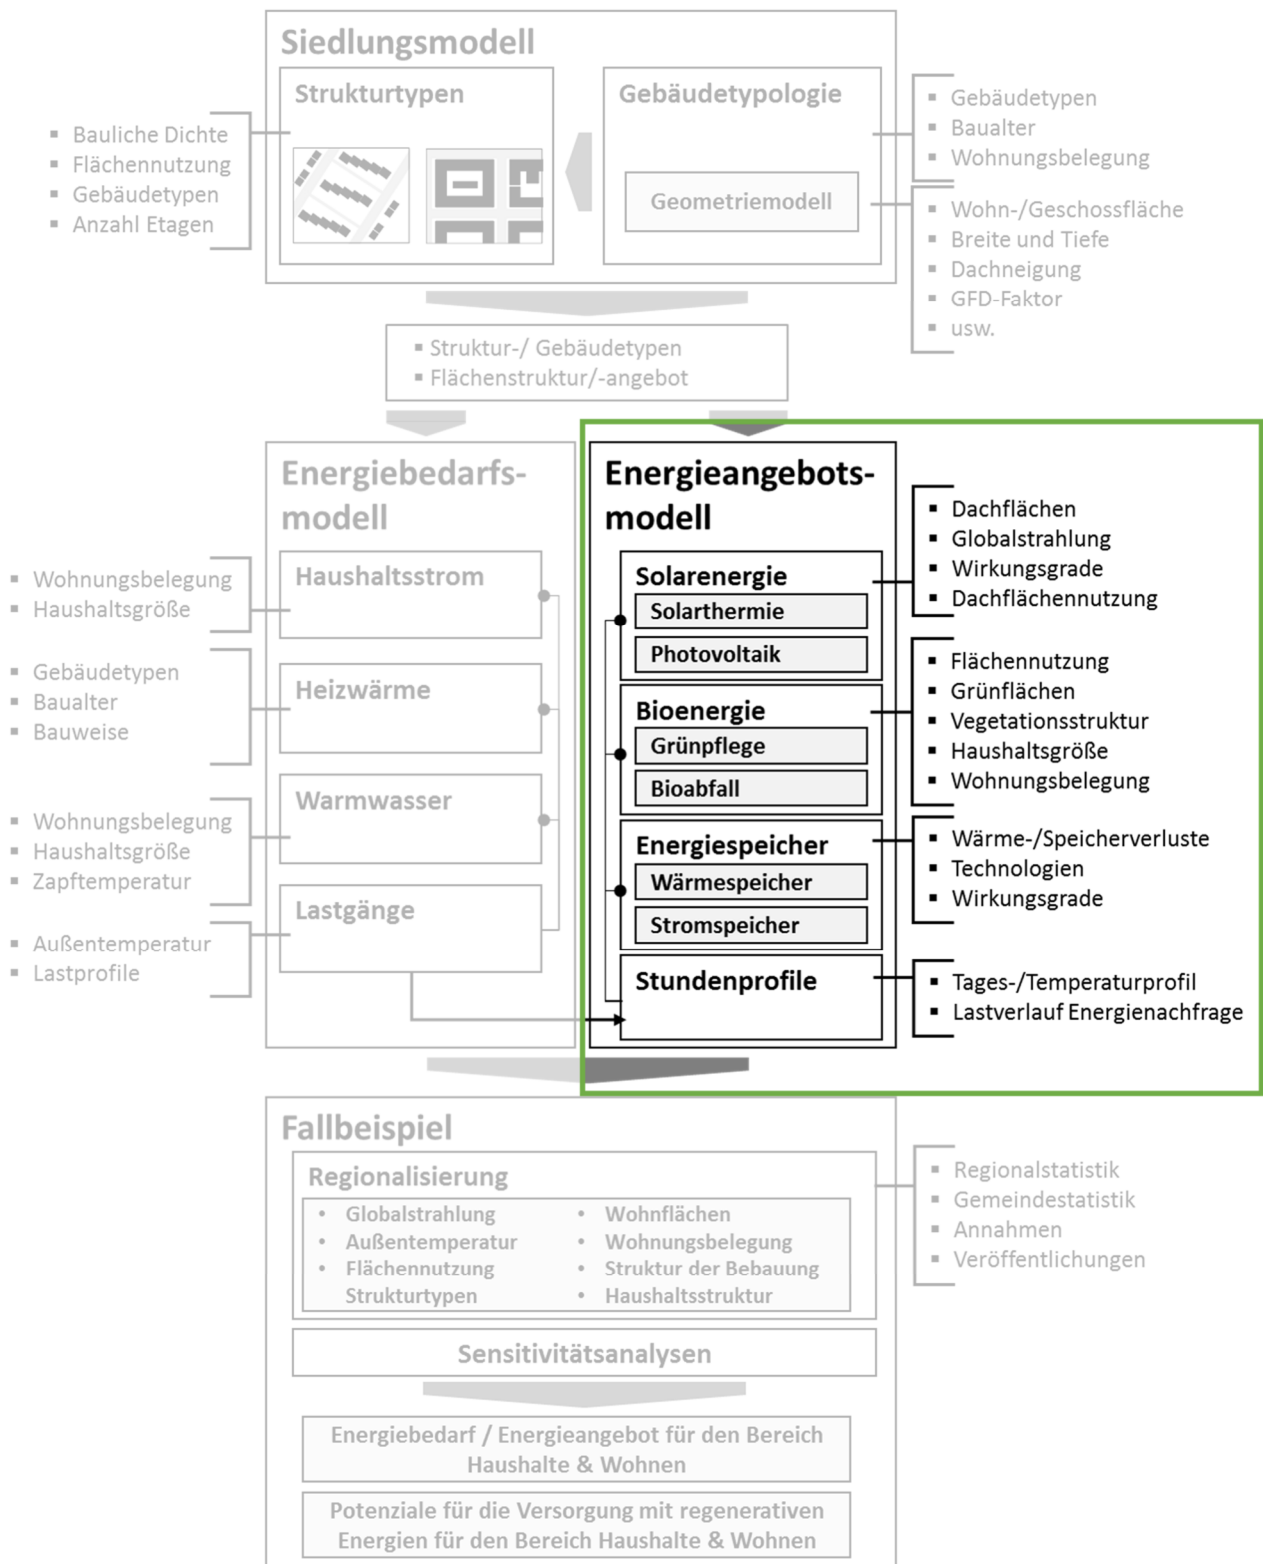 Siedlungsmodell
Strukturtypen
▪ Bauliche Dichte
▪ Flächennutzung
▪ Gebäudetypen
▪ Anzahl Etagen
Gebäudetypologie
Geometriemodell
▪ Gebäudetypen
▪ Baualter
▪ Wohnungsbelegung
▪ Wohn-/Geschossfläche
▪ Breite und Tiefe
▪ Dachneigung
▪ GFD-Faktor
▪ usw.
▪ Struktur-/ Gebäudetypen
▪ Flächenstruktur/-angebot
Energiebedarfs-
modell
Haushaltsstrom
▪ Wohnungsbelegung
▪ Haushaltsgröße
Heizwärme
▪ Gebäudetypen
▪ Baualter
▪ Bauweise
Warmwasser
▪ Wohnungsbelegung
▪ Haushaltsgröße
▪ Zapftemperatur
Lastgänge
▪ Außentemperatur
▪ Lastprofile
Energieangebots-
modell
Solarenergie
Solarthermie
Photovoltaik
▪ Dachflächen
▪ Globalstrahlung
▪ Wirkungsgrade
▪ Dachflächennutzung
Bioenergie
Grünpflege
Bioabfall
▪ Flächennutzung
▪ Grünflächen
▪ Vegetationsstruktur
▪ Haushaltsgröße
▪ Wohnungsbelegung
Energiespeicher
Wärmespeicher
Stromspeicher
▪ Wärme-/Speicherverluste
▪ Technologien
▪ Wirkungsgrade
Stundenprofile
▪ Tages-/Temperaturprofil
▪ Lastverlauf Energienachfrage
Fallbeispiel
Regionalisierung
• Globalstrahlung
• Außentemperatur
• Flächennutzung
Strukturtypen
• Wohnflächen
• Wohnungsbelegung
• Struktur der Bebauung
• Haushaltsstruktur
▪ Regionalstatistik
▪ Gemeindestatistik
▪ Annahmen
▪ Veröffentlichungen
Sensitivitätsanalysen
Energiebedarf / Energieangebot für den Bereich
Haushalte & Wohnen
Potenziale für die Versorgung mit regenerativen
Energien für den Bereich Haushalte & Wohnen